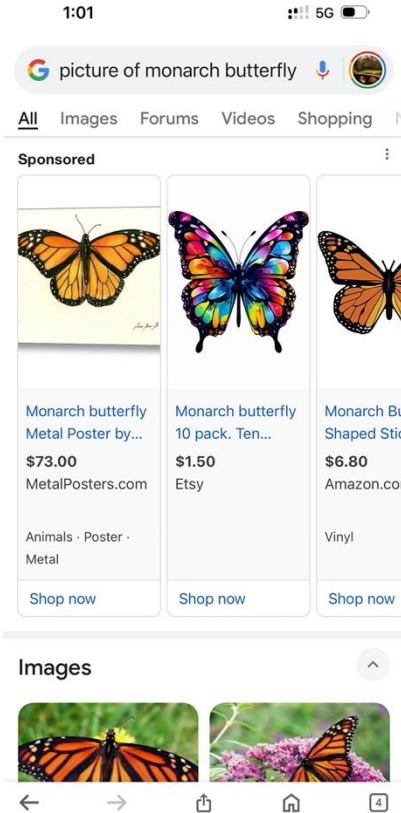 1:01
5G
picture of monarch butterfly
All Images Forums Videos Shopping
Sponsored
Monarch butterfly
Metal Poster by...
$73.00
MetalPosters.com
Animals · Poster ·
Metal
Shop now
Monarch butterfly
10 pack. Ten...
$1.50
Etsy
Shop now
Monarch Bu
Shaped Stic
$6.80
Amazon.co
Vinyl
Shop now
Images
4